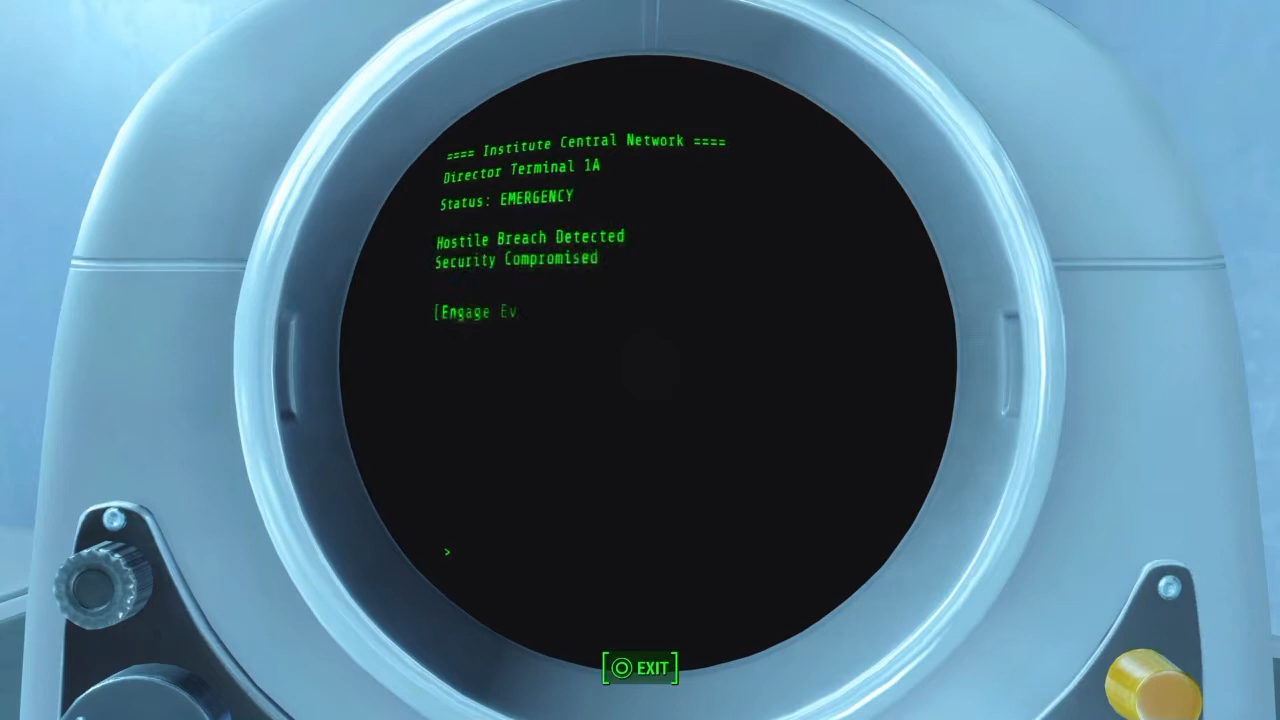 ==== Institute Central Network ====
Director Terminal 1A
Status: EMERGENCY
Hostile Breach Detected
Security Compromised
[Engage Ev
>
EXIT